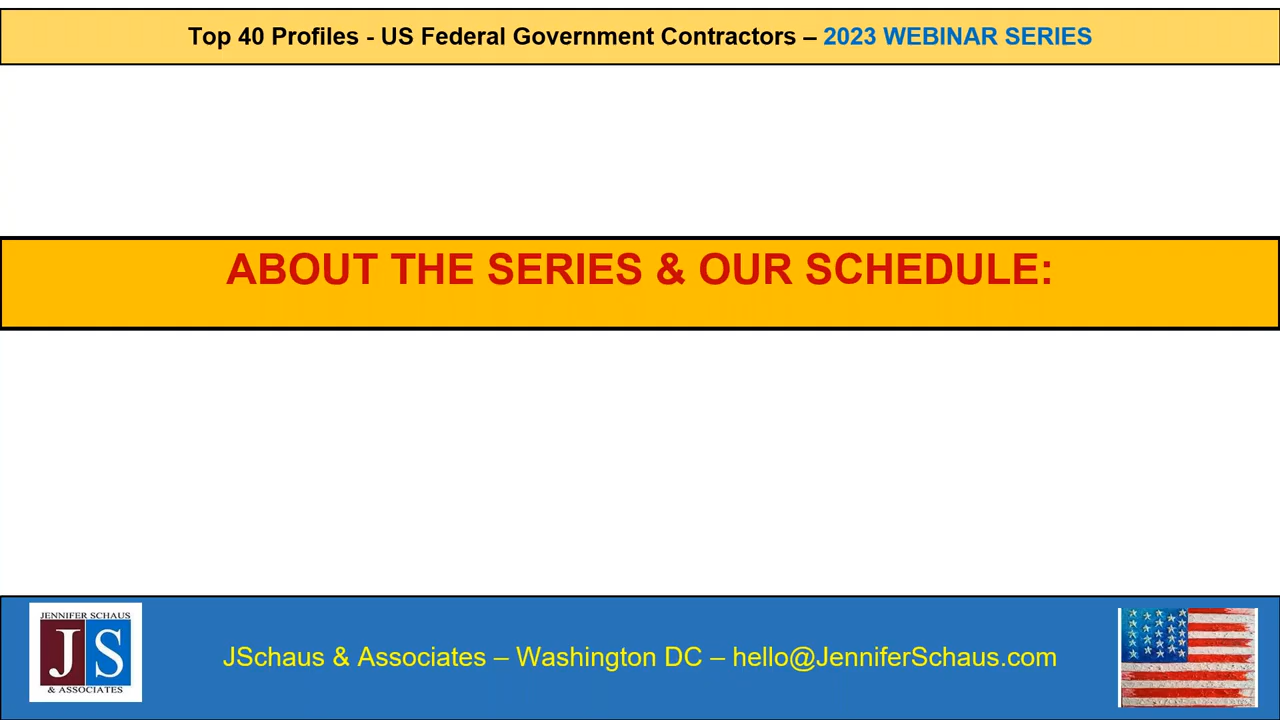 Top 40 Profiles - US Federal Government Contractors – 2023 WEBINAR SERIES
ABOUT THE SERIES & OUR SCHEDULE:
JENNIFER SCHAUS
JS
& ASSOCIATES
JSchaus & Associates – Washington DC – hello@JenniferSchaus.com